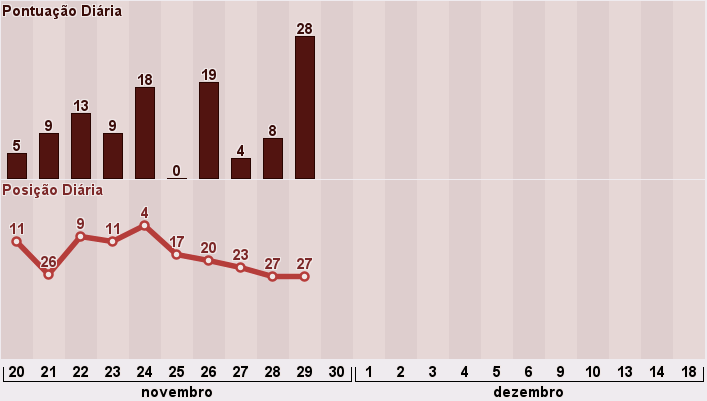 Pontuação Diária
5 9 13 9 18 0 19 4 8 28
Posição Diária
11 26 9 11 4 17 20 23 27 27
20 21 22 23 24 25 26 27 28 29 30 1 2 3 4 5 6 9 10 13 14 18
novembro dezembro